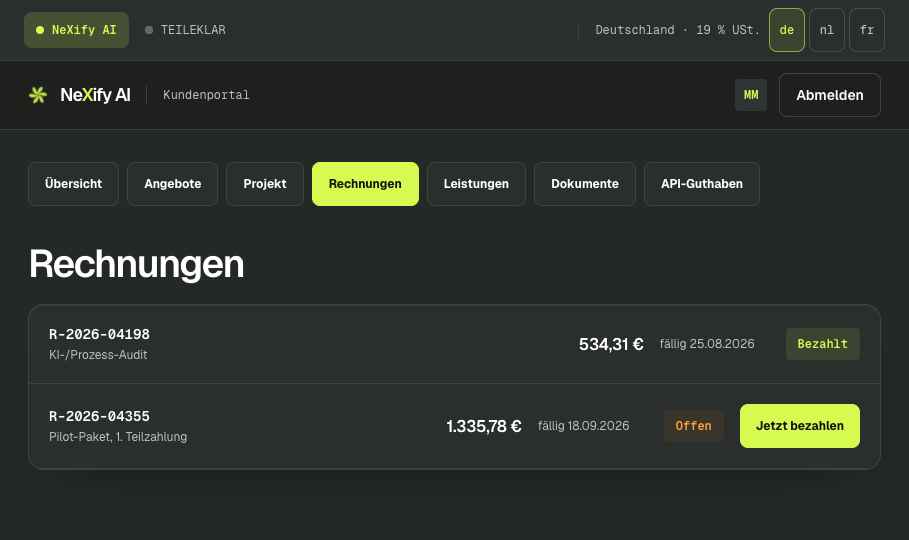 NeXify AI TEILEKLAR Deutschland · 19 % USt. de nl fr
NeXify AI Kundenportal MM Abmelden
Übersicht Angebote Projekt Rechnungen Leistungen Dokumente API-Guthaben
Rechnungen
R-2026-04198
KI-/Prozess-Audit
534,31 € fällig 25.08.2026 Bezahlt
R-2026-04355
Pilot-Paket, 1. Teilzahlung
1.335,78 € fällig 18.09.2026 Offen Jetzt bezahlen